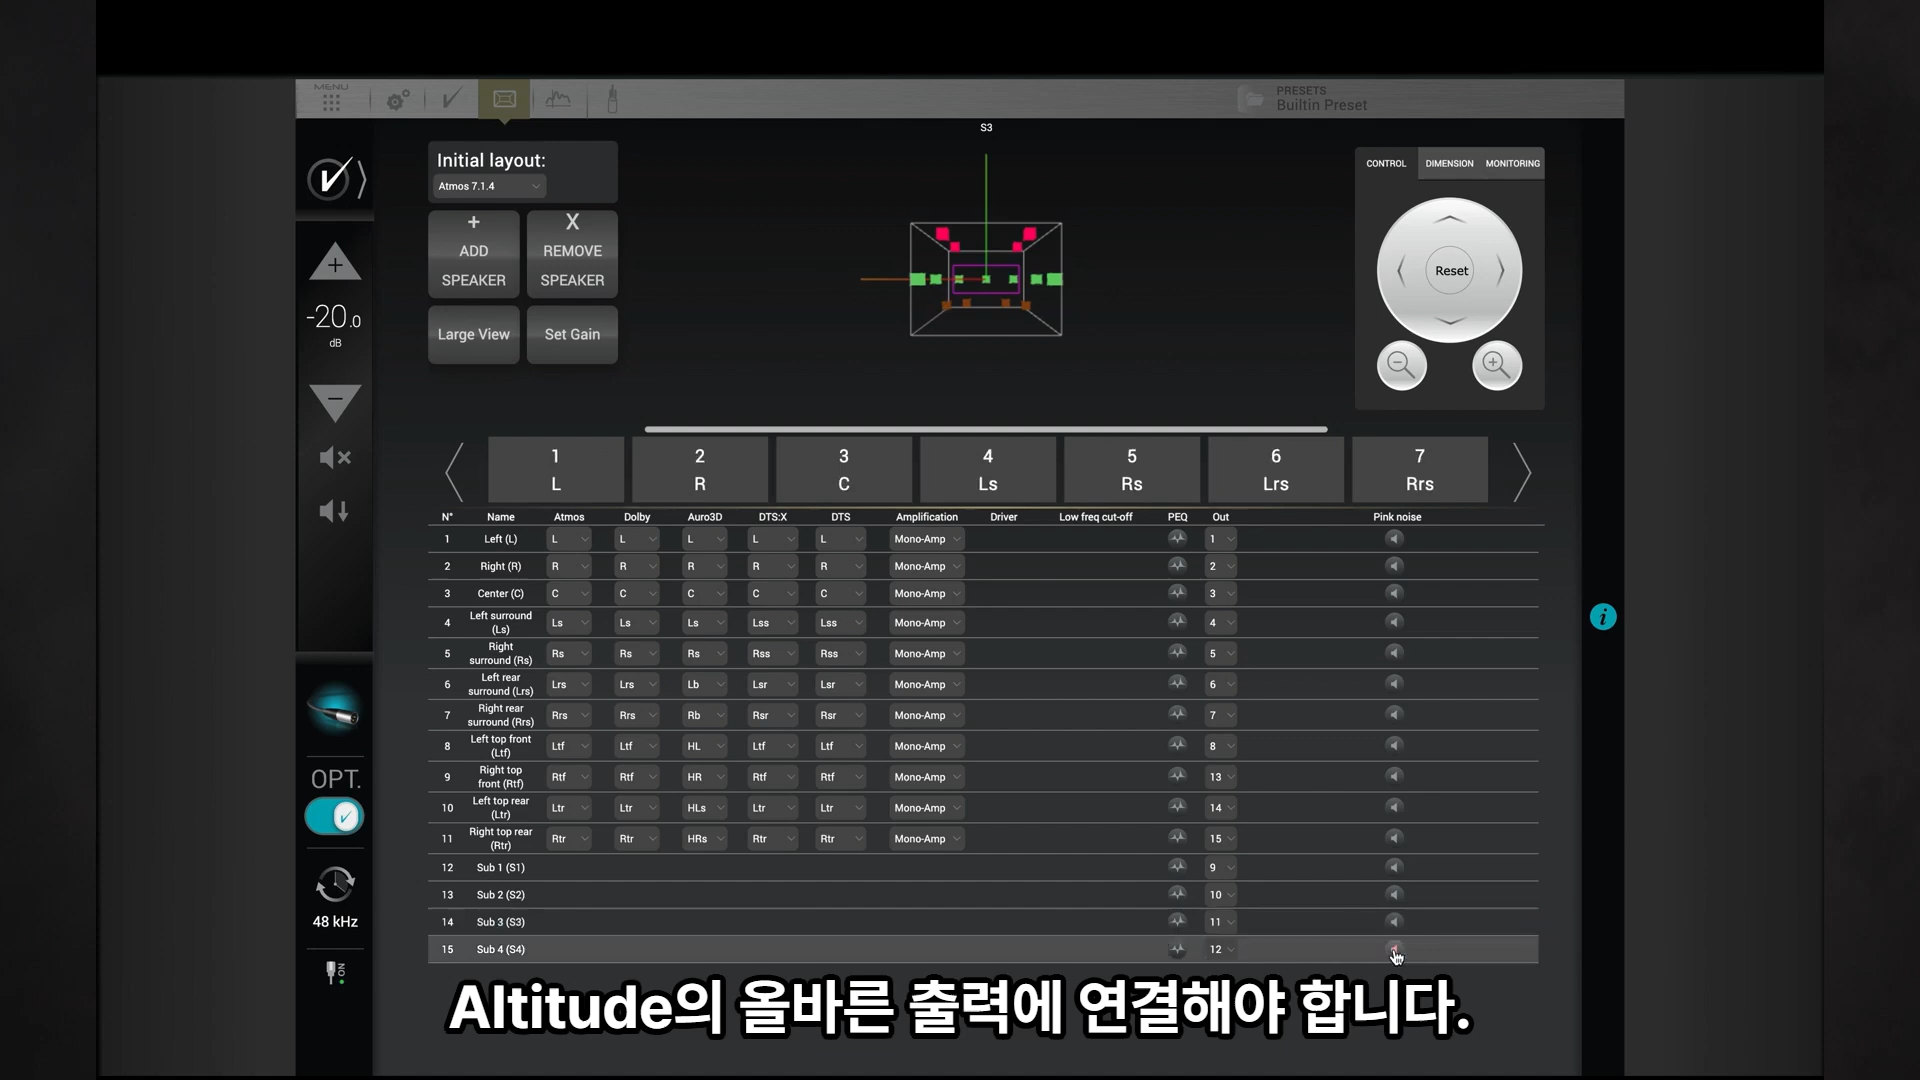 MENU
PRESETS
Builtin Preset
S3
Initial layout:
Atmos 7.1.4
+
ADD
SPEAKER
X
REMOVE
SPEAKER
Large View
Set Gain
CONTROL
DIMENSION
MONITORING
Reset
-20.0
dB
OPT.
48 kHz
ON
1
L
2
R
3
C
4
Ls
5
Rs
6
Lrs
7
Rrs
N° Name Atmos Dolby Auro3D DTS:X DTS Amplification Driver Low freq cut-off PEQ Out Pink noise
1 Left (L) L L L L L Mono-Amp 1
2 Right (R) R R R R R Mono-Amp 2
3 Center (C) C C C C C Mono-Amp 3
4 Left surround (Ls) Ls Ls Ls Lss Lss Mono-Amp 4
5 Right surround (Rs) Rs Rs Rs Rss Rss Mono-Amp 5
6 Left rear surround (Lrs) Lrs Lrs Lb Lsr Lsr Mono-Amp 6
7 Right rear surround (Rrs) Rrs Rrs Rb Rsr Rsr Mono-Amp 7
8 Left top front (Ltf) Ltf Ltf HL Ltf Ltf Mono-Amp 8
9 Right top front (Rtf) Rtf Rtf HR Rtf Rtf Mono-Amp 13
10 Left top rear (Ltr) Ltr Ltr HLs Ltr Ltr Mono-Amp 14
11 Right top rear (Rtr) Rtr Rtr HRs Rtr Rtr Mono-Amp 15
12 Sub 1 (S1) 9
13 Sub 2 (S2) 10
14 Sub 3 (S3) 11
15 Sub 4 (S4) 12
i
Altitude의 올바른 출력에 연결해야 합니다.